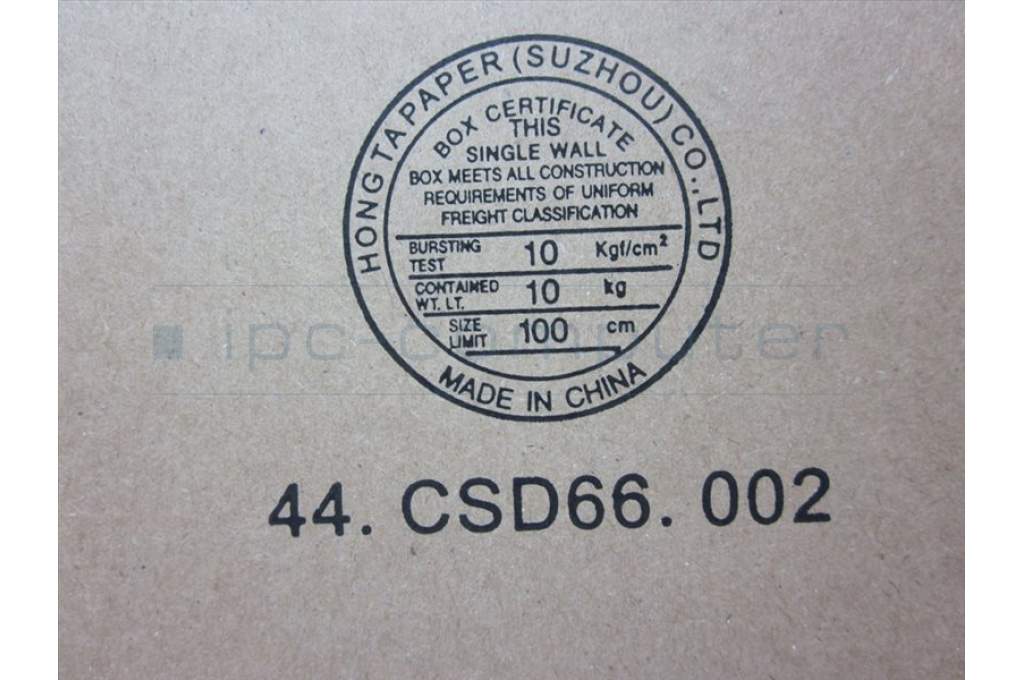 HONG TA PAPER (SUZHOU) CO.,LTD
BOX CERTIFICATE
THIS
SINGLE WALL
BOX MEETS ALL CONSTRUCTION
REQUIREMENTS OF UNIFORM
FREIGHT CLASSIFICATION
BURSTING TEST 10 Kgf/cm²
CONTAINED WT. LT. 10 kg
SIZE LIMIT 100 cm
MADE IN CHINA
ipc-computer
44. CSD66. 002